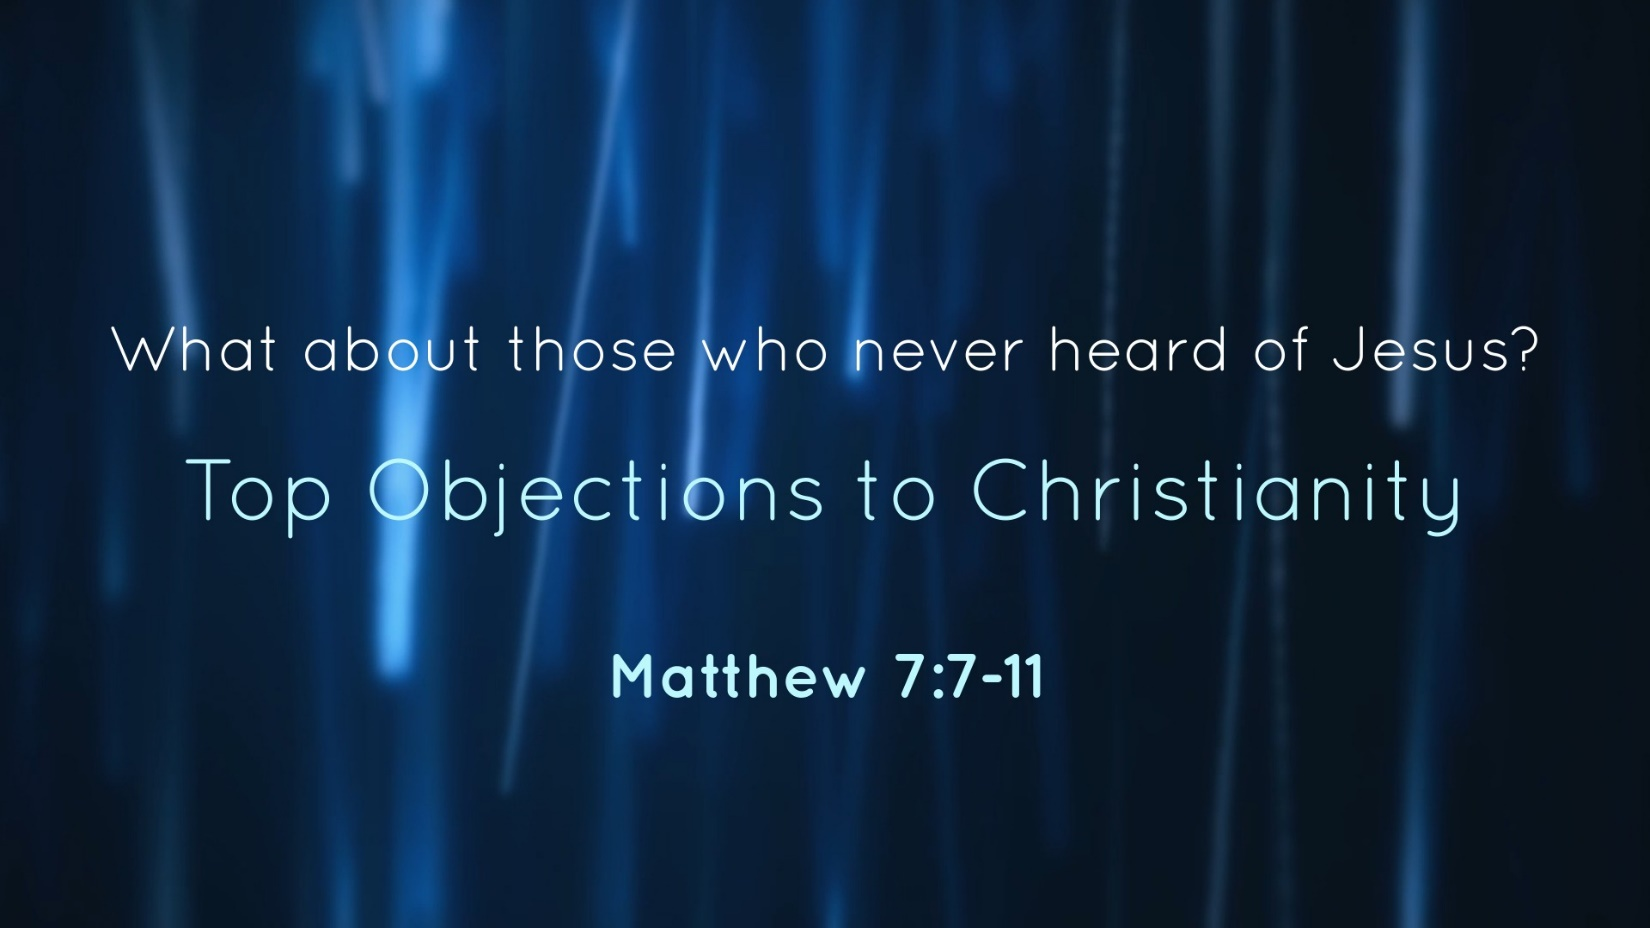 What about those who never heard of Jesus?
Top Objections to Christianity
Matthew 7:7-11